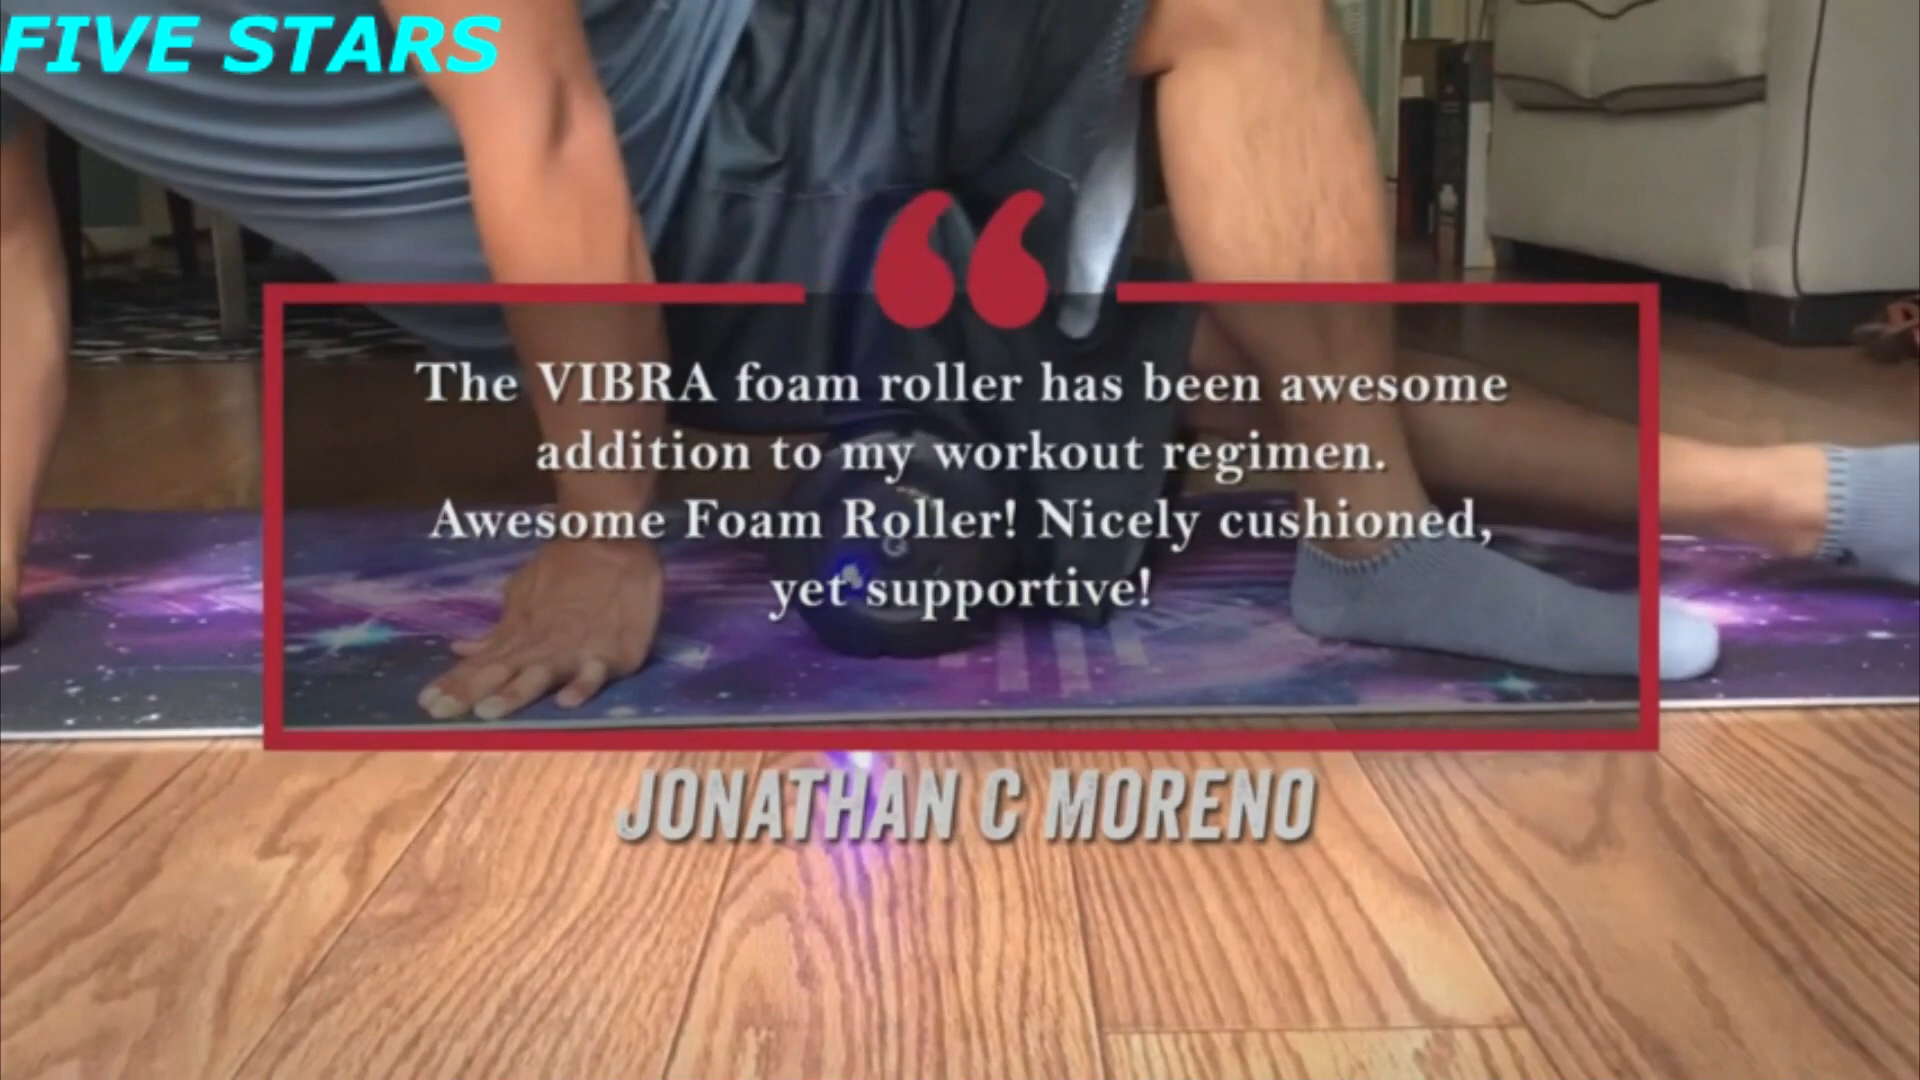 FIVE STARS
“
The VIBRA foam roller has been awesome
addition to my workout regimen.
Awesome Foam Roller! Nicely cushioned,
yet supportive!
JONATHAN C MORENO